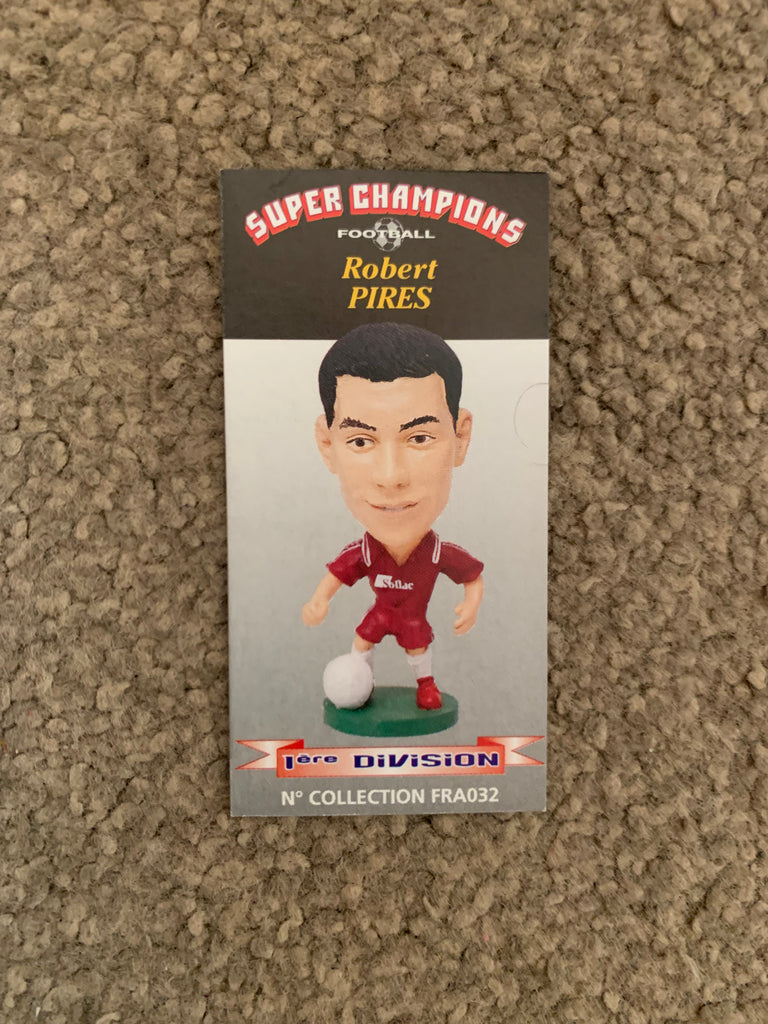 SUPER CHAMPIONS
FOOTBALL
Robert
PIRES
Sollac
1ère DIVISION
N° COLLECTION FRA032